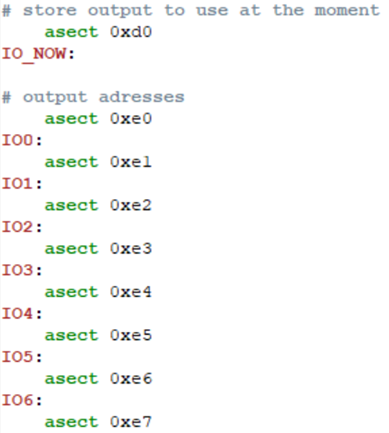 # store output to use at the moment
asect 0xd0
IO_NOW:
# output adresses
asect 0xe0
IO0:
asect 0xe1
IO1:
asect 0xe2
IO2:
asect 0xe3
IO3:
asect 0xe4
IO4:
asect 0xe5
IO5:
asect 0xe6
IO6:
asect 0xe7